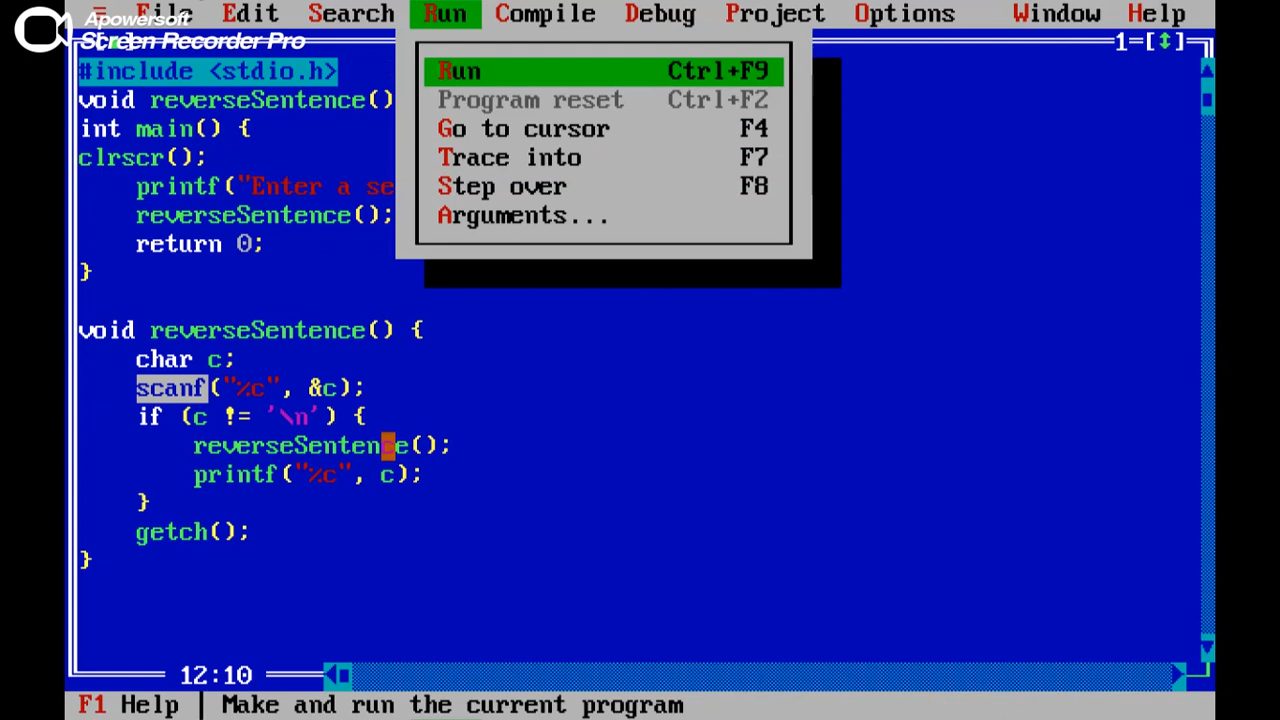 Apowersoft
Screen Recorder Pro
≡ File Edit Search Run Compile Debug Project Options Window Help
1=[↕]
Run Ctrl+F9
Program reset Ctrl+F2
Go to cursor F4
Trace into F7
Step over F8
Arguments...
#include <stdio.h>
void reverseSentence()
int main() {
clrscr();
printf("Enter a se
reverseSentence();
return 0;
}
void reverseSentence() {
char c;
scanf("%c", &c);
if (c != '\n') {
reverseSentence();
printf("%c", c);
}
getch();
}
12:10
F1 Help | Make and run the current program